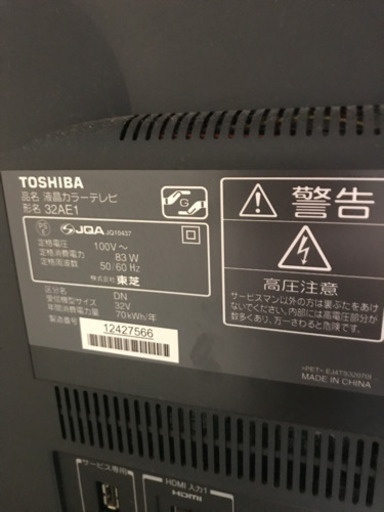 TOSHIBA
品名 液晶カラーテレビ
形名 32AE1
JQA JQ10437
定格電圧 100V～
定格消費電力 83 W
定格周波数 50/60 Hz
株式会社 東芝
区分名 DN
受信機型サイズ 32V
年間消費電力量 70kWh/年
製造番号 12427566
警告
高圧注意
サービスマン以外の方は裏ぶたをあけ
ないでください。内部には高電圧部分が
数多くあり、万一さわると危険です。
MADE IN CHINA
サービス専用
HDMI 入力1
HDMI